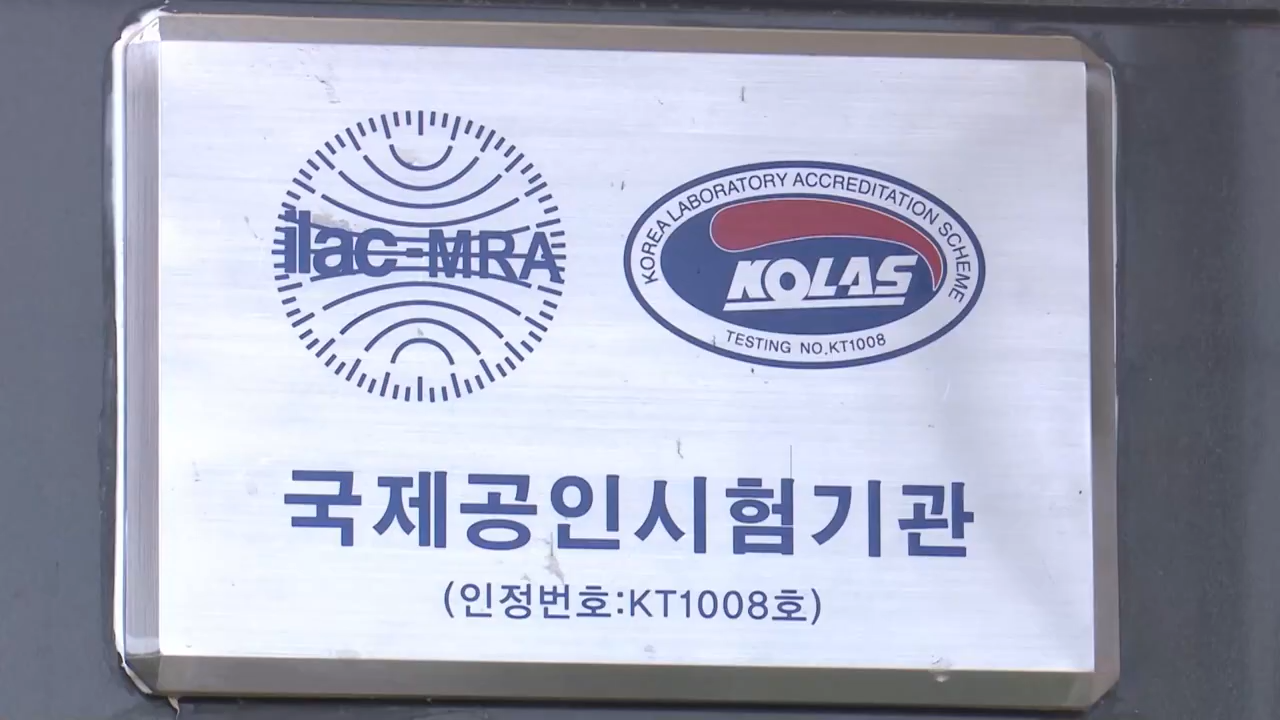 ilac-MRA
KOREA LABORATORY ACCREDITATION SCHEME
KOLAS
TESTING NO.KT1008
국제공인시험기관
(인정번호:KT1008호)